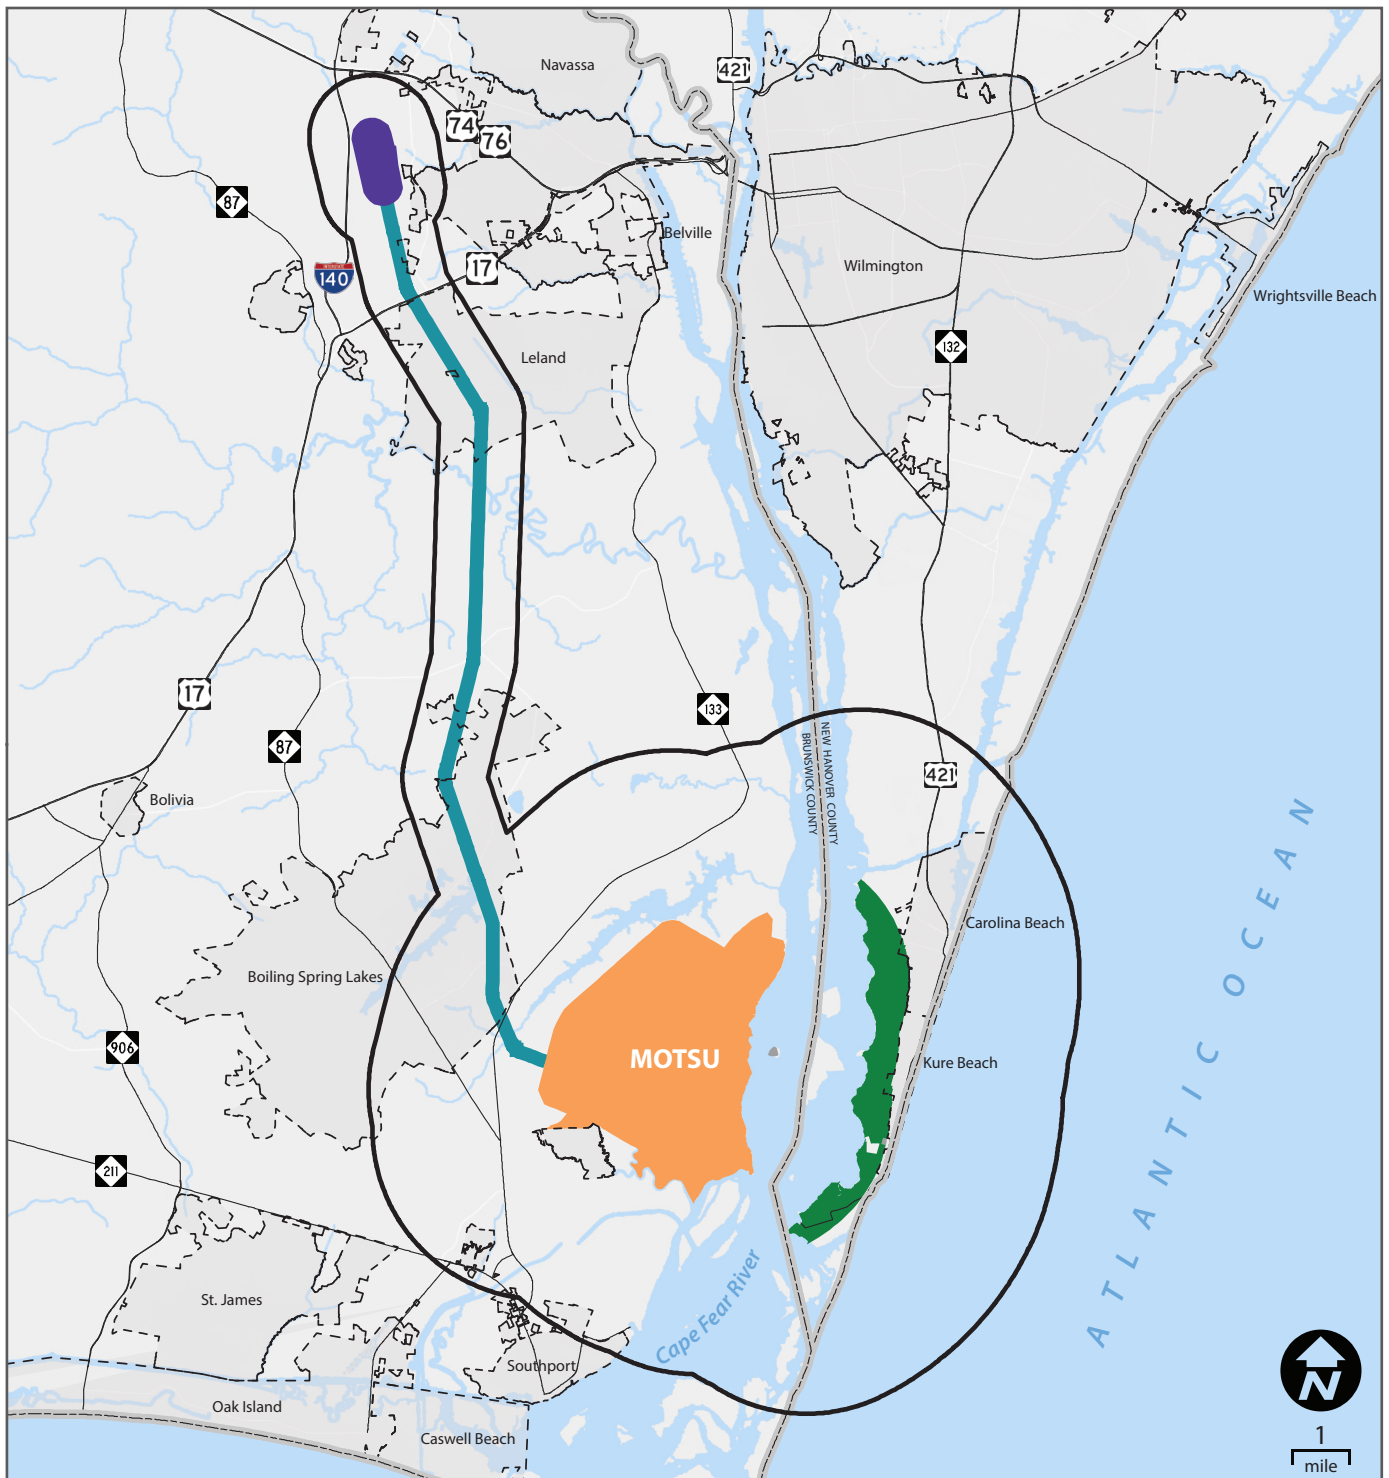 Navassa
421
74
76
87
Belville
17
INTERSTATE
140
Wilmington
Wrightsville Beach
132
Leland
17
133
87
NEW HANOVER COUNTY
BRUNSWICK COUNTY
421
Bolivia
Carolina Beach
Boiling Spring Lakes
906
MOTSU
Kure Beach
ATLANTIC OCEAN
211
St. James
Cape Fear River
Southport
Oak Island
Caswell Beach
N
1
mile